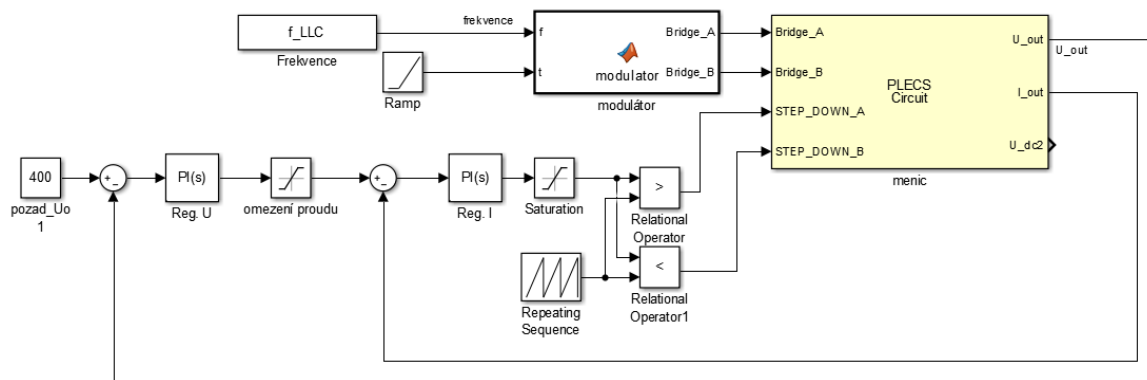 f_LLC
Frekvence
frekvence
Ramp
f
t
modulator
Bridge_A
Bridge_B
modulátor
Bridge_A
Bridge_B
STEP_DOWN_A
STEP_DOWN_B
PLECS
Circuit
U_out
I_out
U_dc2
menic
U_out
400
pozad_Uo
1
+
-
PI(s)
Reg. U
omezení proudu
+
-
PI(s)
Reg. I
Saturation
>
Relational
Operator
<
Relational
Operator1
Repeating
Sequence